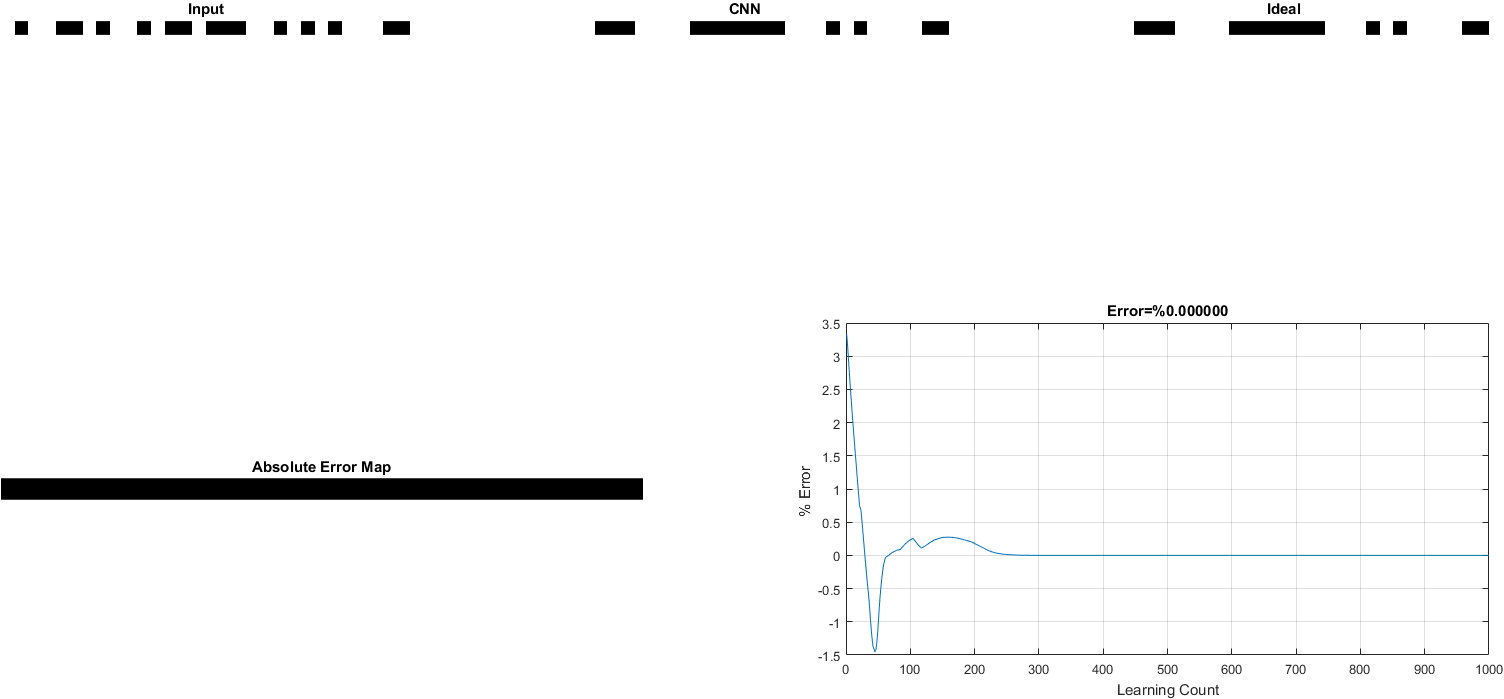 Input
CNN
Ideal
Absolute Error Map
Error=%0.000000
3.5
3
2.5
2
1.5
1
0.5
0
-0.5
-1
-1.5
% Error
0 100 200 300 400 500 600 700 800 900 1000
Learning Count